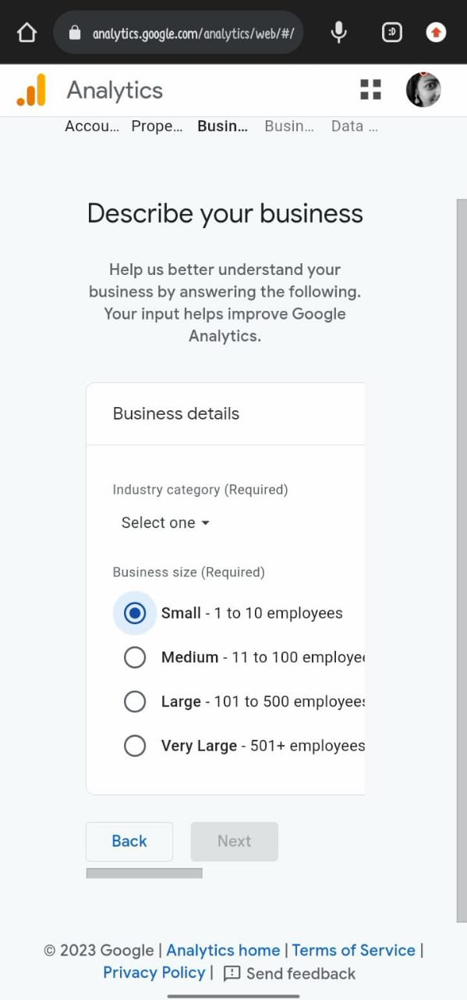 analytics.google.com/analytics/web/#/
:D
Analytics
Accou... Prope... Busin... Busin... Data ...
Describe your business
Help us better understand your
business by answering the following.
Your input helps improve Google
Analytics.
Business details
Industry category (Required)
Select one
Business size (Required)
Small - 1 to 10 employees
Medium - 11 to 100 employe
Large - 101 to 500 employees
Very Large - 501+ employees
Back Next
© 2023 Google | Analytics home | Terms of Service |
Privacy Policy | Send feedback